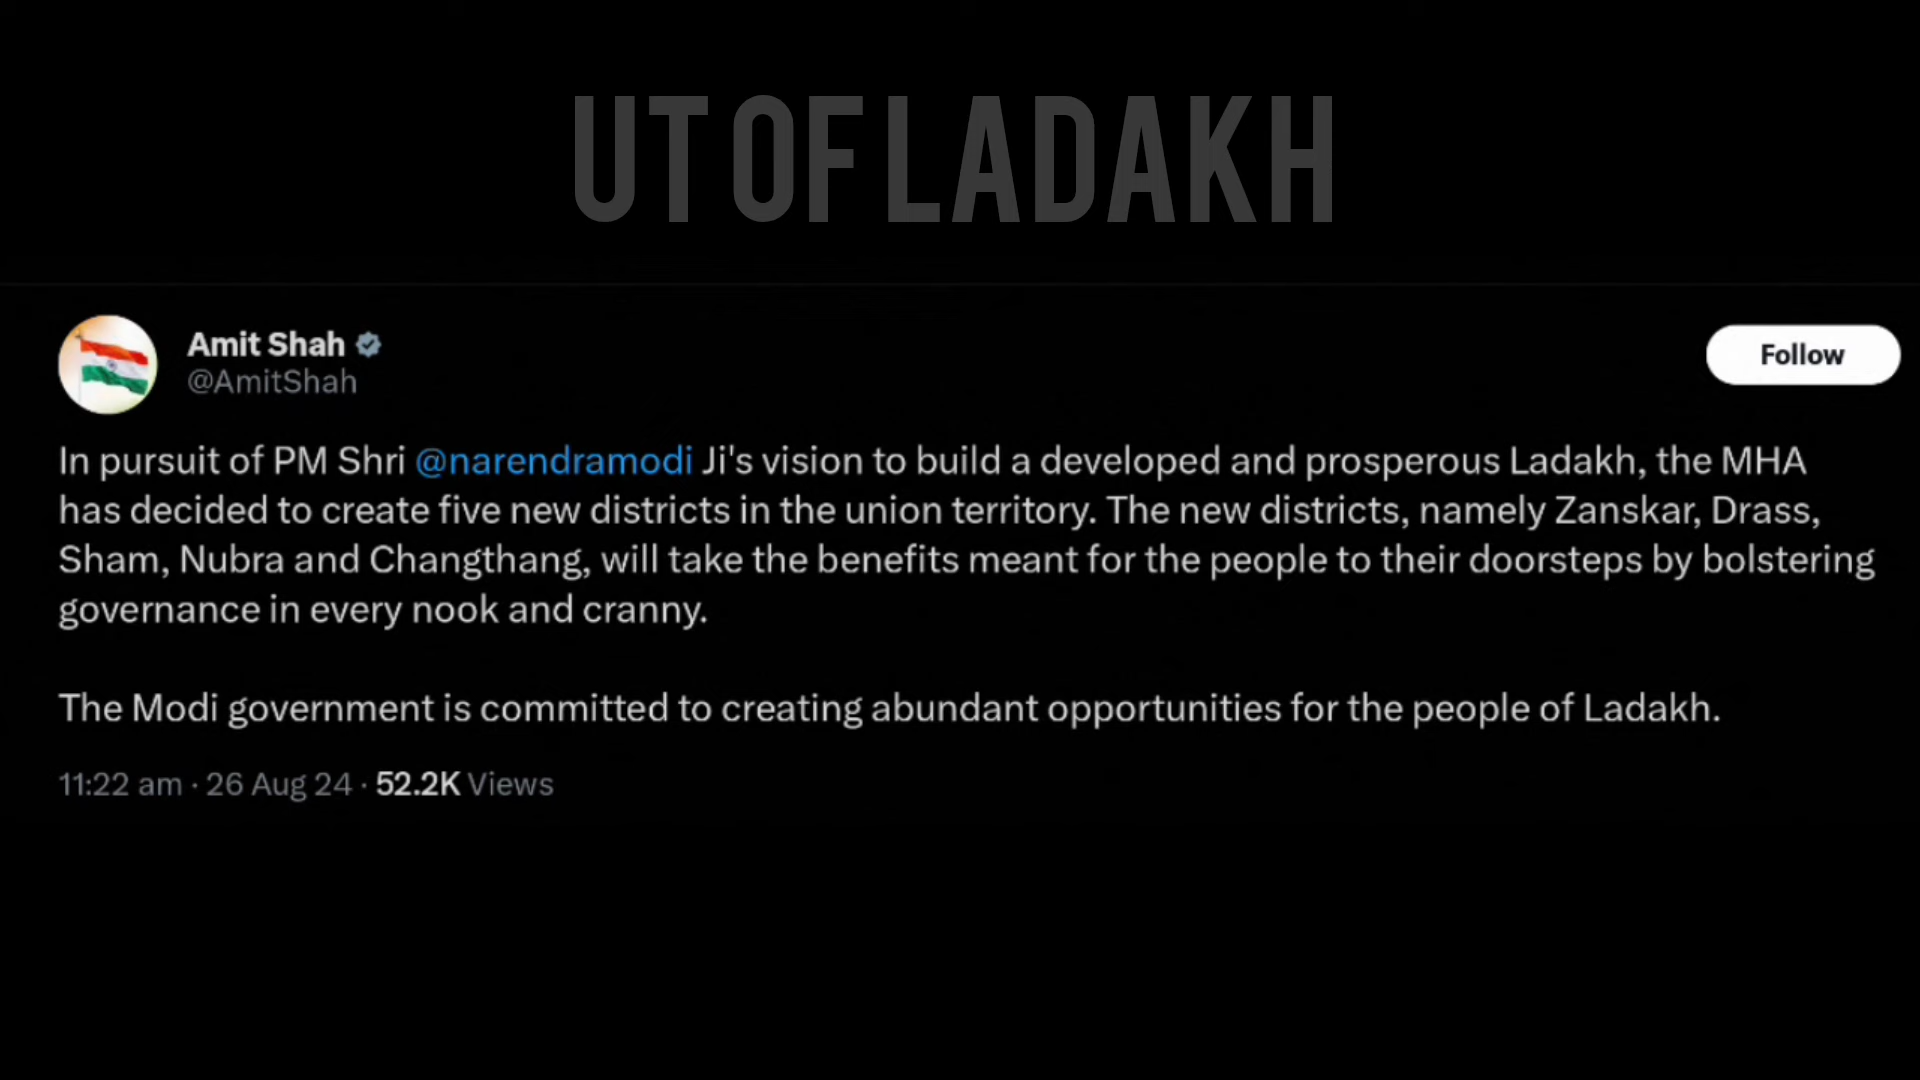 UT OF LADAKH
Amit Shah
@AmitShah
Follow
In pursuit of PM Shri @narendramodi Ji's vision to build a developed and prosperous Ladakh, the MHA
has decided to create five new districts in the union territory. The new districts, namely Zanskar, Drass,
Sham, Nubra and Changthang, will take the benefits meant for the people to their doorsteps by bolstering
governance in every nook and cranny.
The Modi government is committed to creating abundant opportunities for the people of Ladakh.
11:22 am · 26 Aug 24 · 52.2K Views